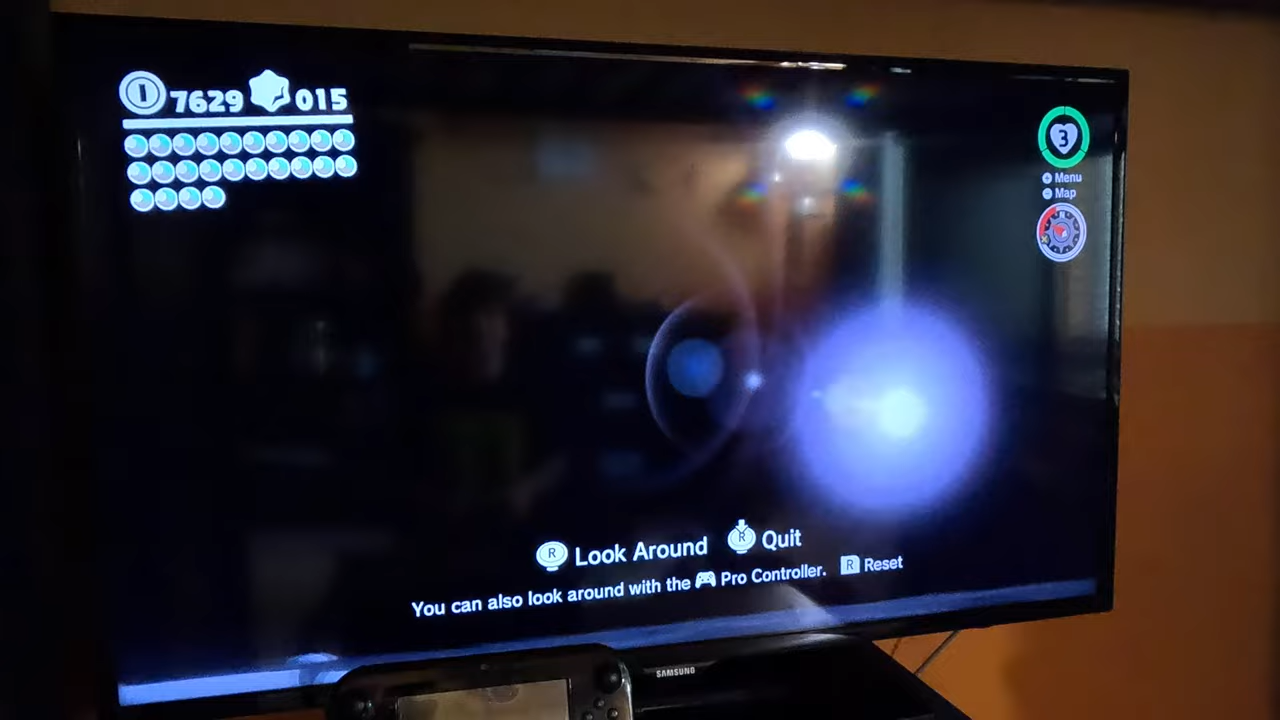 7629 015
3
+ Menu
- Map
R Look Around R Quit
You can also look around with the Pro Controller. R Reset
SAMSUNG